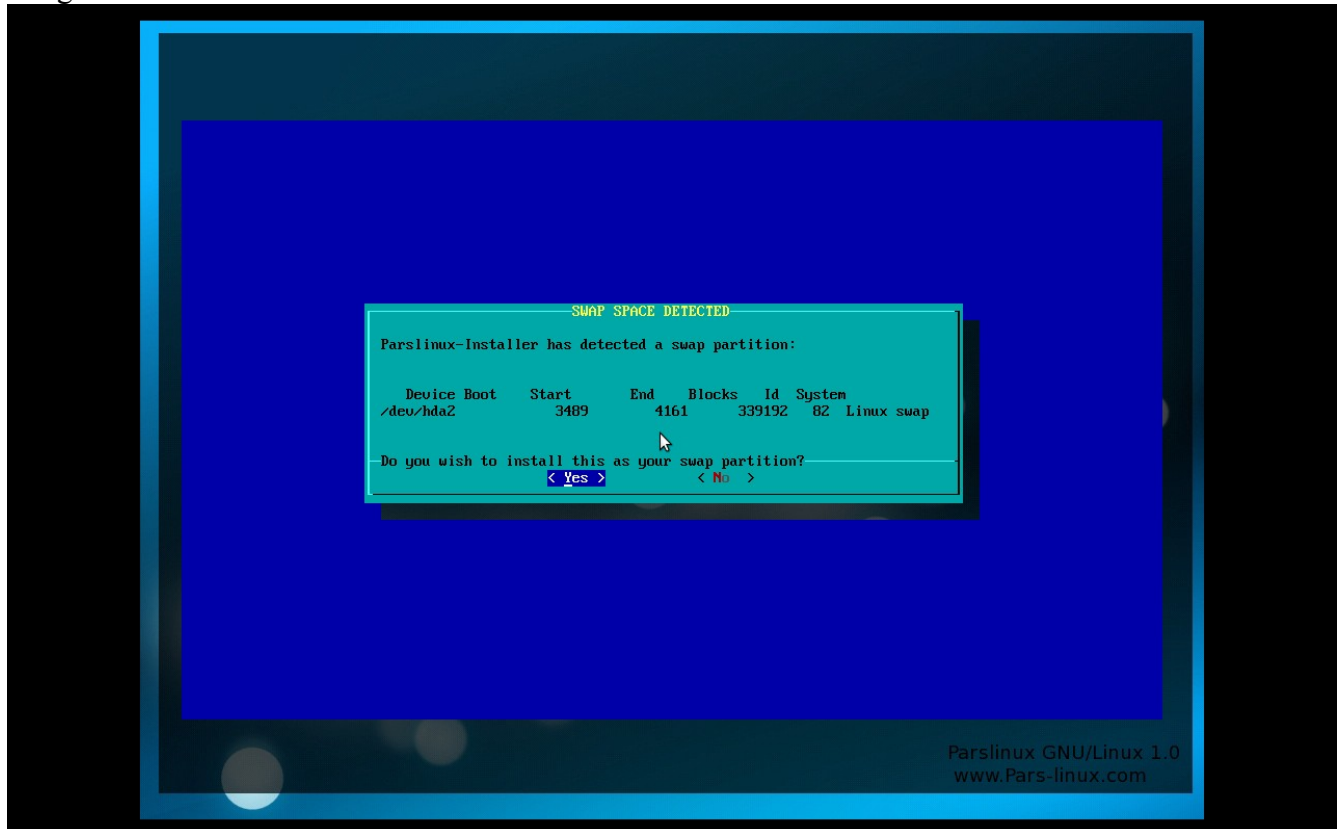 SWAP SPACE DETECTED
Parslinux-Installer has detected a swap partition:
Device Boot Start End Blocks Id System
/dev/hda2 3489 4161 339192 82 Linux swap
Do you wish to install this as your swap partition?
< Yes > < No >
Parslinux GNU/Linux 1.0
www.Pars-linux.com